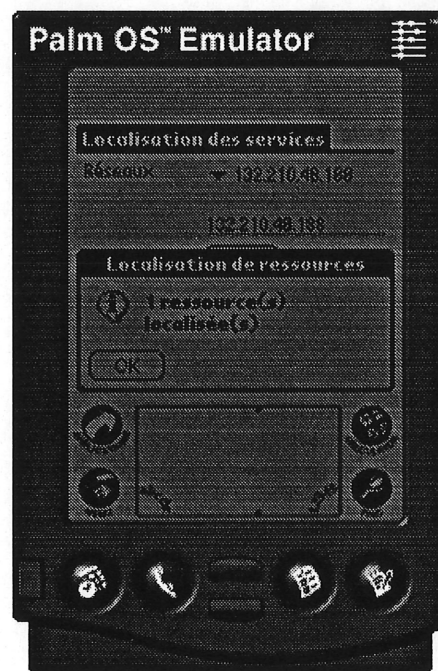 Palm OS™ Emulator
Localisation des services
Réseaux 132.210.48.188
132.210.48.188
Localisation de ressources
1 ressource(s)
localisée(s)
OK